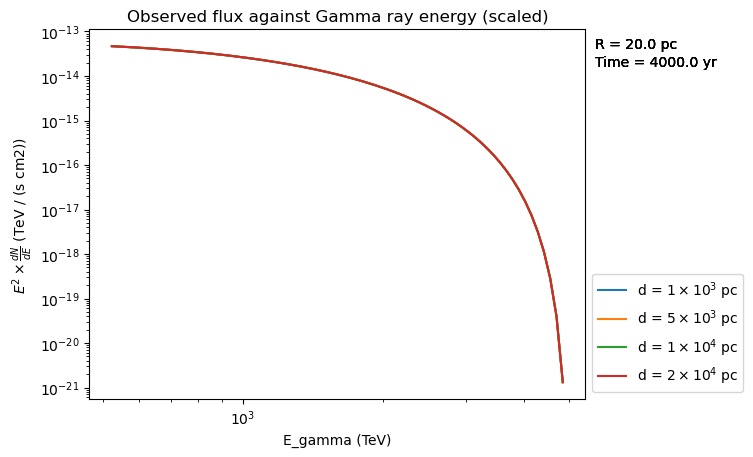 Observed flux against Gamma ray energy (scaled)
R = 20.0 pc
Time = 4000.0 yr
10⁻¹³
10⁻¹⁴
10⁻¹⁵
10⁻¹⁶
10⁻¹⁷
10⁻¹⁸
10⁻¹⁹
10⁻²⁰
10⁻²¹
E² × dN/dE (TeV / (s cm2))
d = 1 × 10³ pc
d = 5 × 10³ pc
d = 1 × 10⁴ pc
d = 2 × 10⁴ pc
10³
E_gamma (TeV)